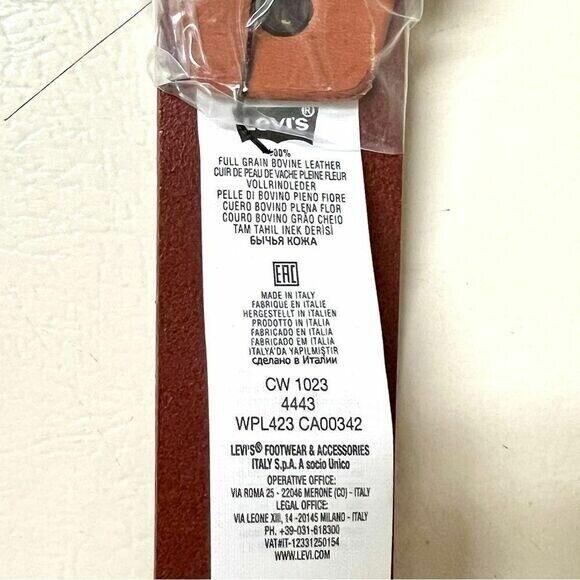 Levi's®
100%
FULL GRAIN BOVINE LEATHER
CUIR DE PEAU DE VACHE PLEINE FLEUR
VOLLRINDLEDER
PELLE DI BOVINO PIENO FIORE
CUERO BOVINO PLENA FLOR
COURO BOVINO GRÃO CHEIO
TAM TAHIL INEK DERİSİ
БЫЧЬЯ КОЖА
EAC
MADE IN ITALY
FABRIQUE EN ITALIE
HERGESTELLT IN ITALIEN
PRODOTTO IN ITALIA
FABRICADO EN ITALIA
FABRICADO EM ITALIA
ITALYA'DA YAPILMIŞTIR
сделано в Италии
CW 1023
4443
WPL423 CA00342
LEVI'S® FOOTWEAR & ACCESSORIES
ITALY S.p.A. A socio Unico
OPERATIVE OFFICE:
VIA ROMA 25 - 22046 MERONE (CO) - ITALY
LEGAL OFFICE:
VIA LEONE XIII, 14 -20145 MILANO - ITALY
PH. +39-031-618300
VAT#IT-12331250154
WWW.LEVI.COM